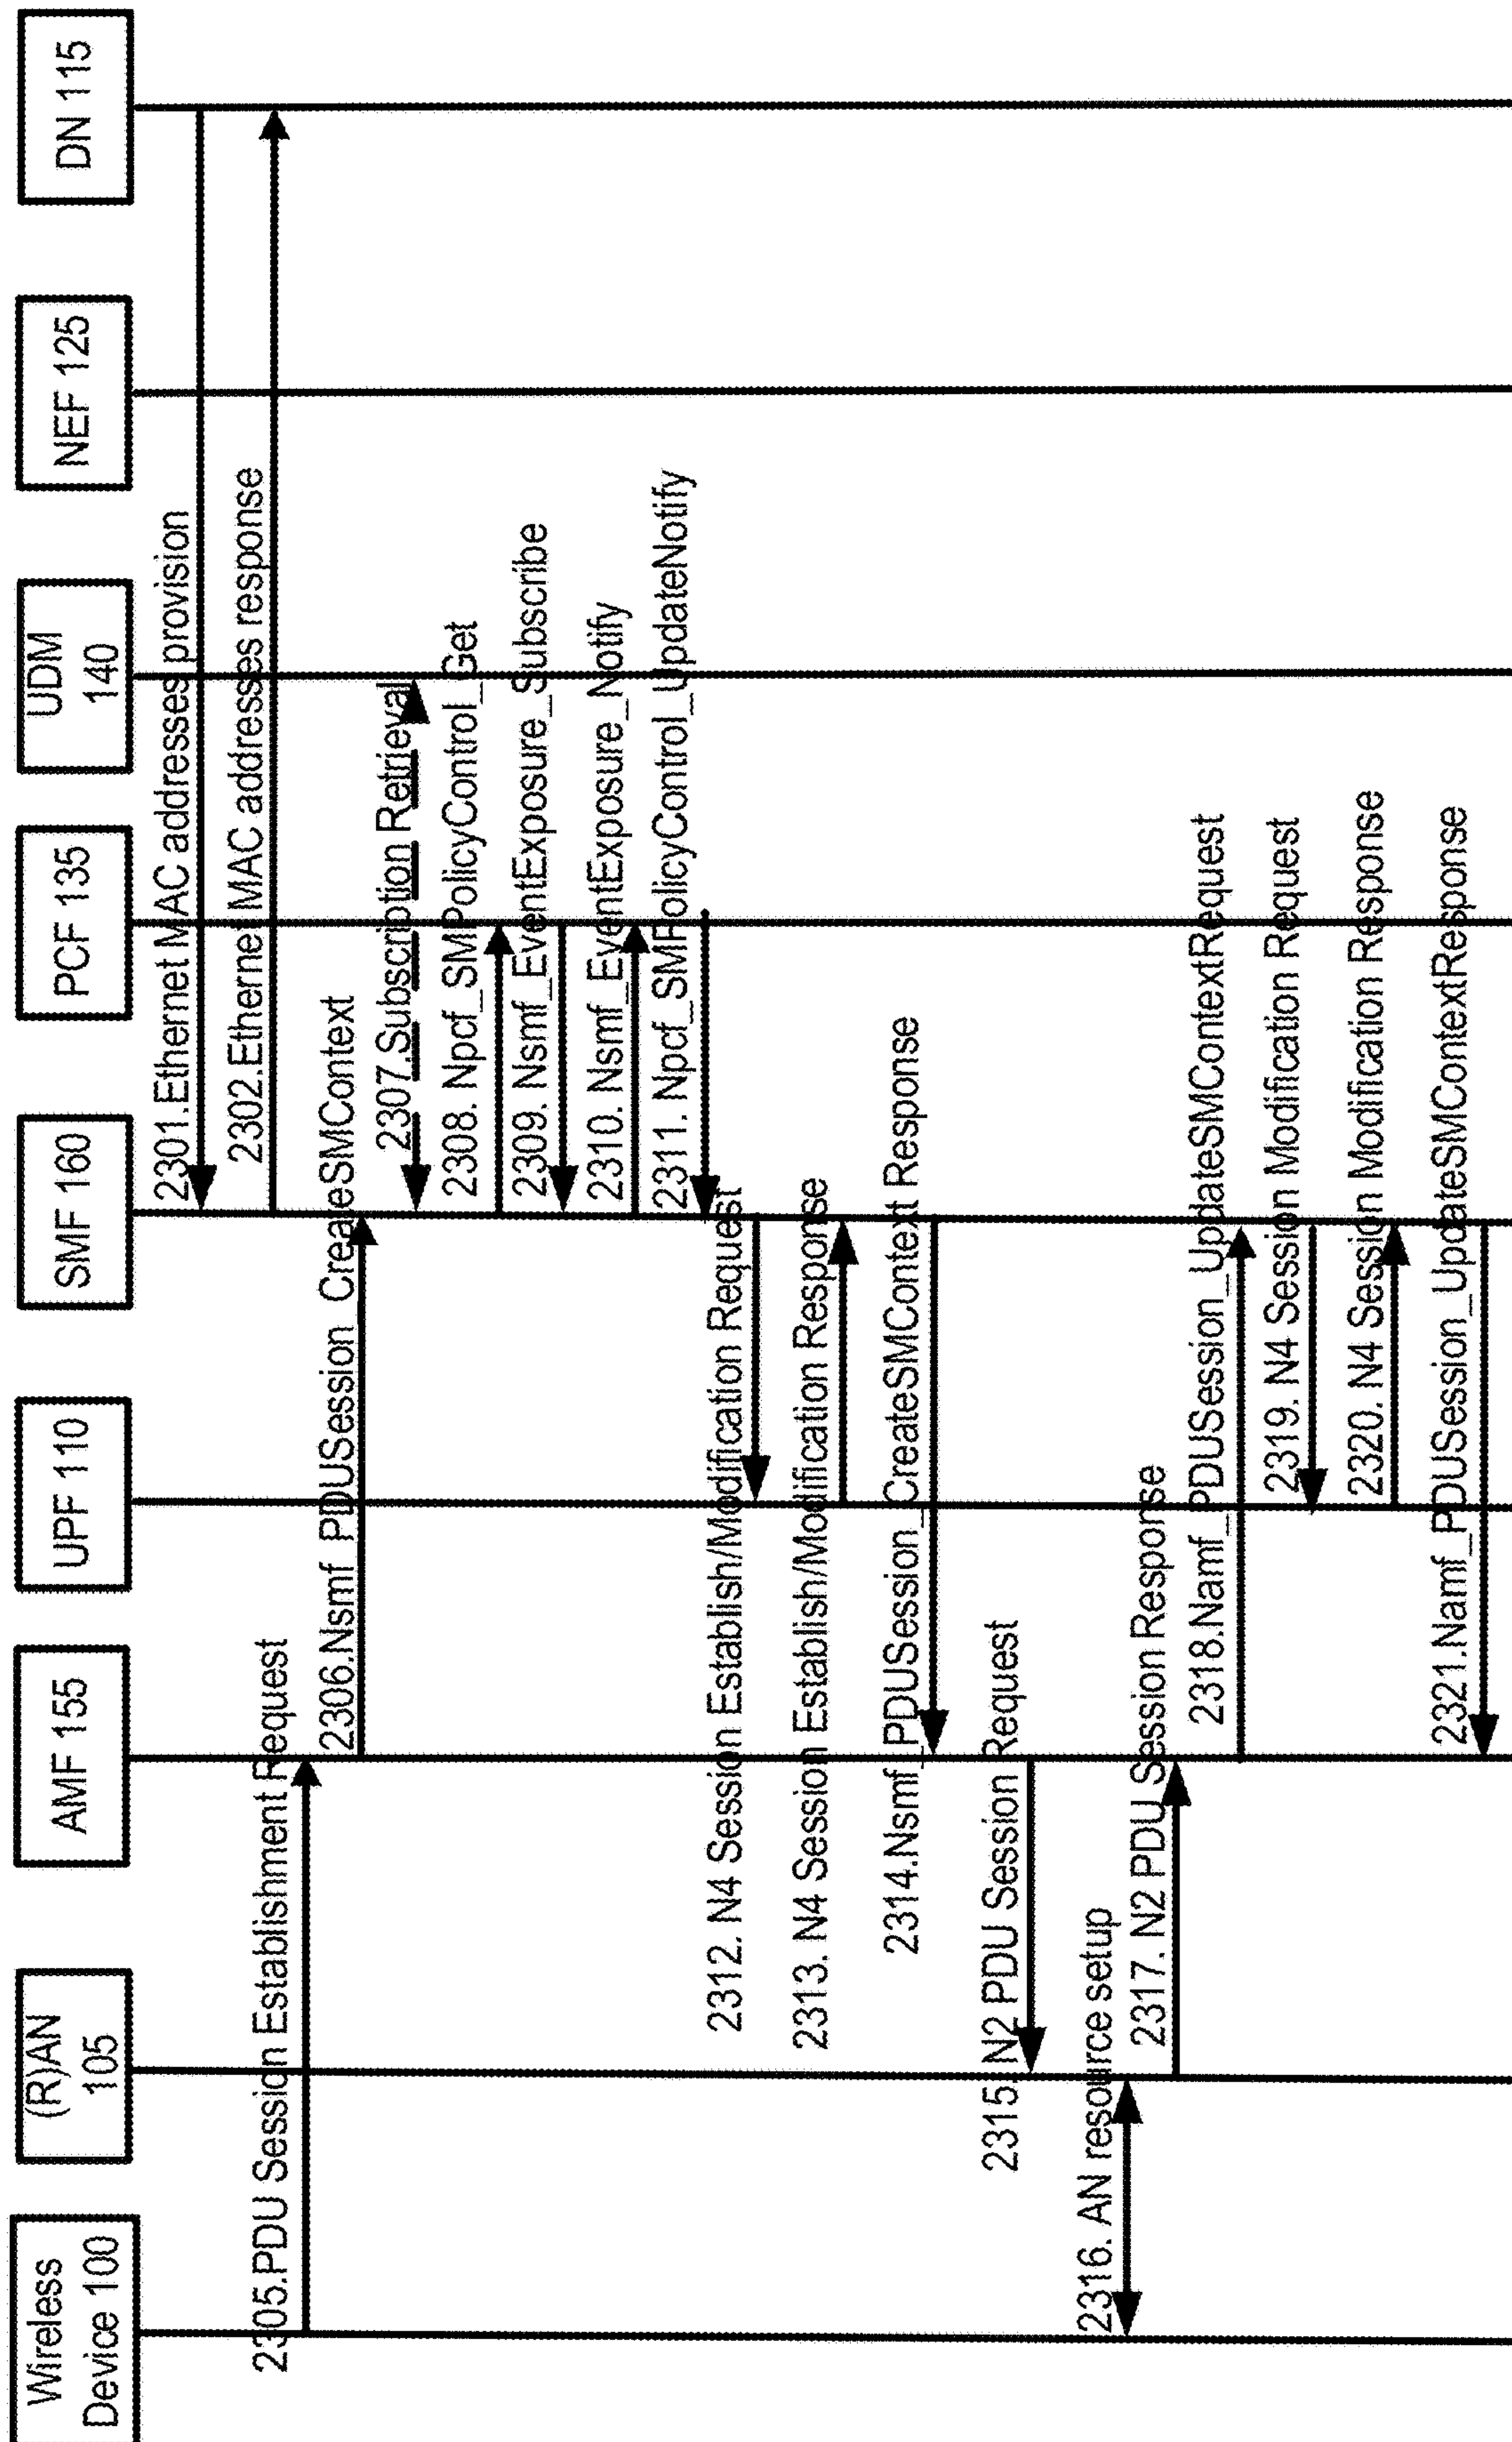 Wireless
Device 100
(R)AN
105
AMF 155
UPF 110
SMF 160
PCF 135
UDM
140
NEF 125
DN 115
2301.Ethernet MAC addresses provision
2302.Ethernet MAC addresses response
2305.PDU Session Establishment Request
2306.Nsmf_PDUSession_CreateSMContext
2307.Subscription Retrieval
2308. Npcf_SMPolicyControl_Get
2309. Nsmf_EventExposure_Subscribe
2310. Nsmf_EventExposure_Notify
2311. Npcf_SMPolicyControl_UpdateNotify
2312. N4 Session Establish/Modification Request
2313. N4 Session Establish/Modification Response
2314.Nsmf_PDUSession_CreateSMContext Response
2315. N2 PDU Session Request
2316. AN resource setup
2317. N2 PDU Session Response
2318.Namf_PDUSession_UpdateSMContextRequest
2319. N4 Session Modification Request
2320. N4 Session Modification Response
2321.Namf_PDUSession_UpdateSMContextResponse